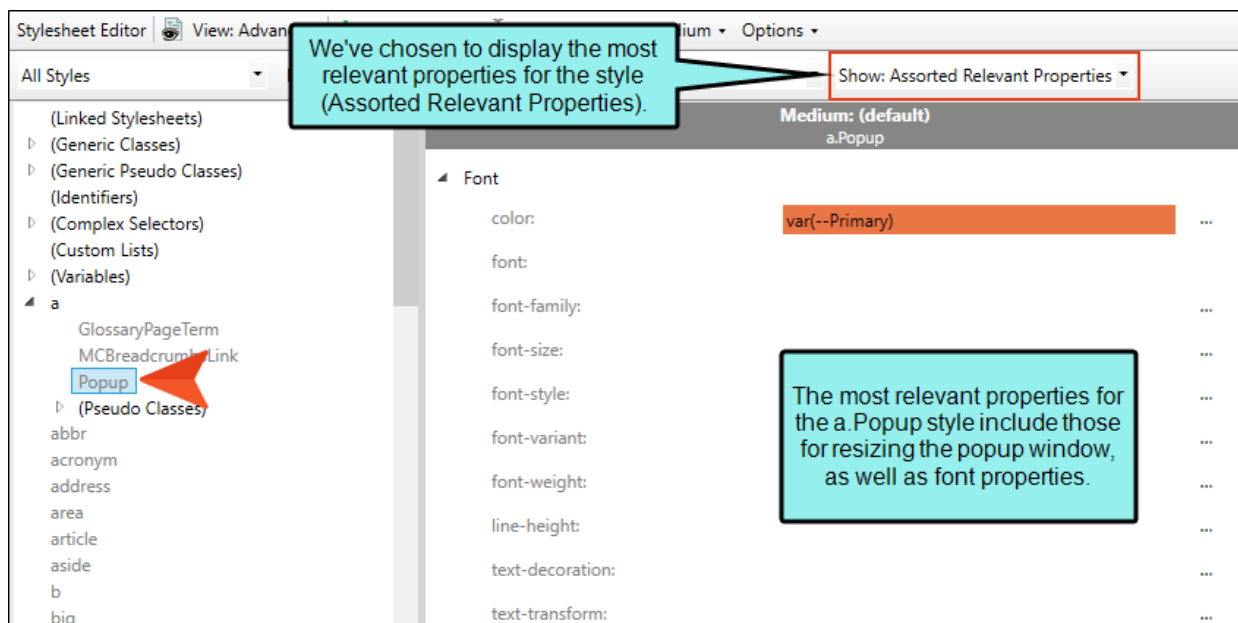 Stylesheet Editor View: Advan ium Options
We've chosen to display the most
relevant properties for the style
(Assorted Relevant Properties).
All Styles Show: Assorted Relevant Properties
(Linked Stylesheets)
(Generic Classes)
(Generic Pseudo Classes)
(Identifiers)
(Complex Selectors)
(Custom Lists)
(Variables)
a
GlossaryPageTerm
MCBreadcrumbsLink
Popup
(Pseudo Classes)
abbr
acronym
address
area
article
aside
b
big
Medium: (default)
a.Popup
Font
color: var(--Primary) ...
font:
font-family: ...
font-size: ...
font-style: ...
font-variant: ...
font-weight: ...
line-height: ...
text-decoration: ...
text-transform: ...
The most relevant properties for
the a.Popup style include those
for resizing the popup window,
as well as font properties.